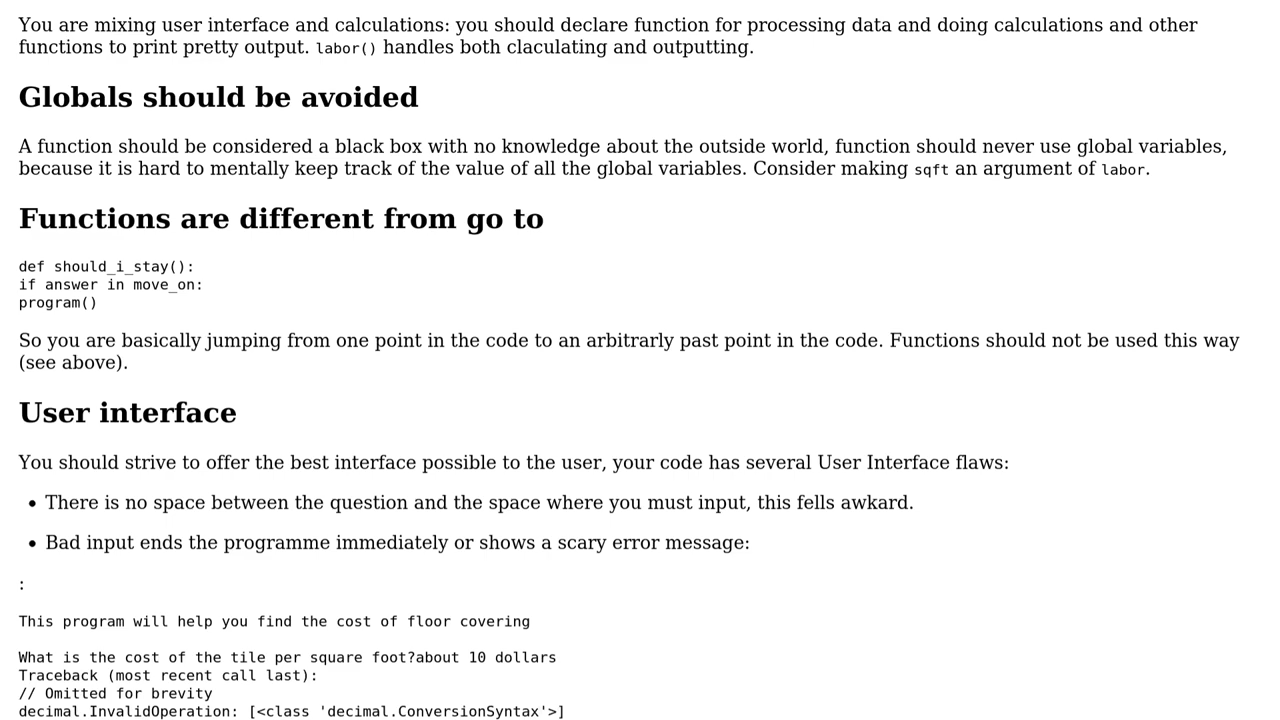 You are mixing user interface and calculations: you should declare function for processing data and doing calculations and other
functions to print pretty output. labor() handles both claculating and outputting.
Globals should be avoided
A function should be considered a black box with no knowledge about the outside world, function should never use global variables,
because it is hard to mentally keep track of the value of all the global variables. Consider making sqft an argument of labor.
Functions are different from go to
def should_i_stay():
if answer in move_on:
program()
So you are basically jumping from one point in the code to an arbitrarly past point in the code. Functions should not be used this way
(see above).
User interface
You should strive to offer the best interface possible to the user, your code has several User Interface flaws:
• There is no space between the question and the space where you must input, this fells awkard.
• Bad input ends the programme immediately or shows a scary error message:
:
This program will help you find the cost of floor covering
What is the cost of the tile per square foot?about 10 dollars
Traceback (most recent call last):
// Omitted for brevity
decimal.InvalidOperation: [<class 'decimal.ConversionSyntax'>]